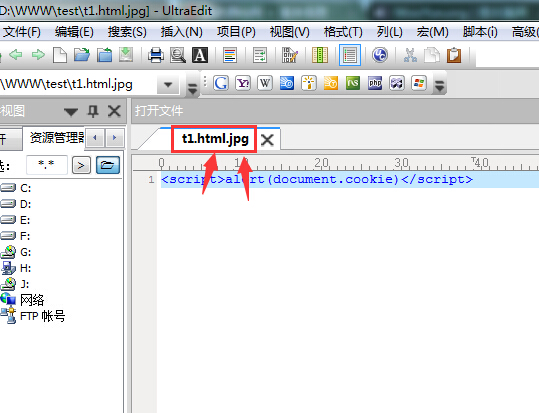 D:\WWW\test\t1.html.jpg] - UltraEdit
文件(F) 编辑(E) 搜索(S) 插入(N) 项目(P) 视图(V) 格式(T) 列(L) 宏(M) 脚本(i) 高级(
\WWW\test\t1.html.jpg
视图 打开文件
开 资源管理器 t1.html.jpg
选: *.* >
0 10 20 30 40
1 <script>alert(document.cookie)</script>
C:
D:
E:
F:
G:
H:
J:
网络
FTP 帐号